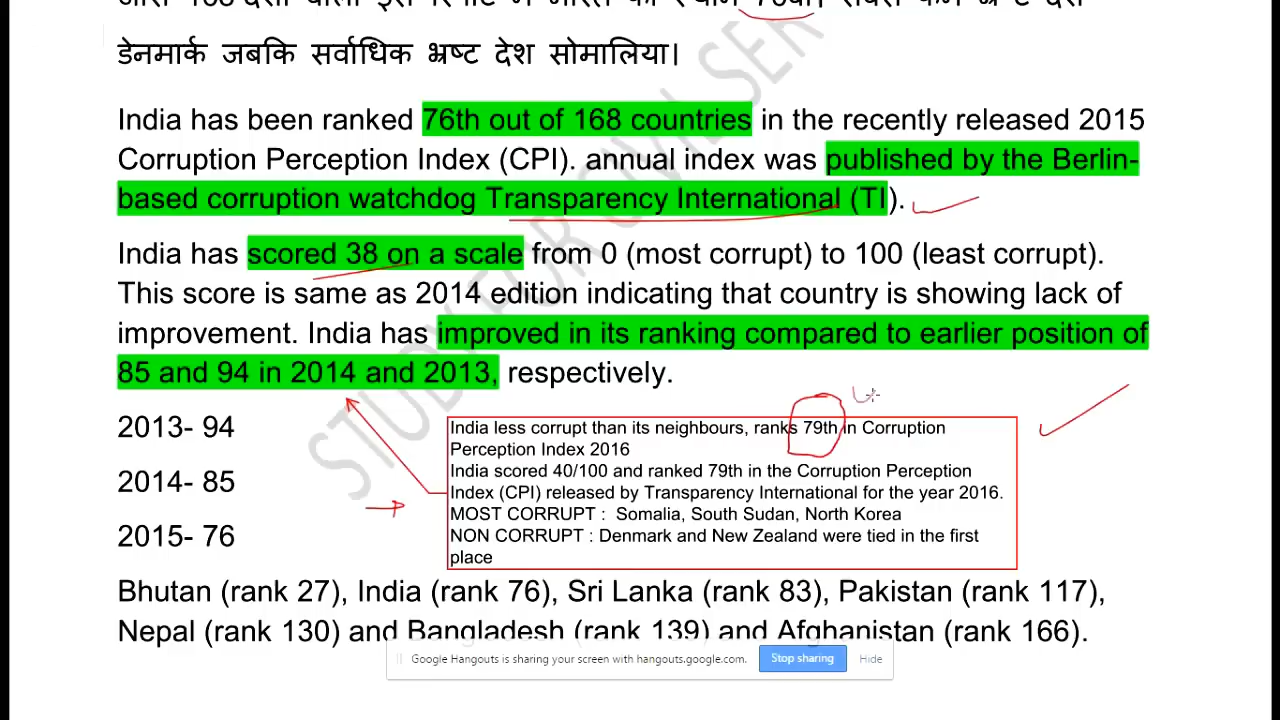 डेनमार्क जबकि सर्वाधिक भ्रष्ट देश सोमालिया।
India has been ranked 76th out of 168 countries in the recently released 2015
Corruption Perception Index (CPI). annual index was published by the Berlin-
based corruption watchdog Transparency International (TI).
India has scored 38 on a scale from 0 (most corrupt) to 100 (least corrupt).
This score is same as 2014 edition indicating that country is showing lack of
improvement. India has improved in its ranking compared to earlier position of
85 and 94 in 2014 and 2013, respectively.
2013- 94
2014- 85
2015- 76
India less corrupt than its neighbours, ranks 79th in Corruption
Perception Index 2016
India scored 40/100 and ranked 79th in the Corruption Perception
Index (CPI) released by Transparency International for the year 2016.
MOST CORRUPT : Somalia, South Sudan, North Korea
NON CORRUPT : Denmark and New Zealand were tied in the first
place
Bhutan (rank 27), India (rank 76), Sri Lanka (rank 83), Pakistan (rank 117),
Nepal (rank 130) and Bangladesh (rank 139) and Afghanistan (rank 166).
Google Hangouts is sharing your screen with hangouts.google.com.
Stop sharing
Hide
STUDY FOR CIVIL SER